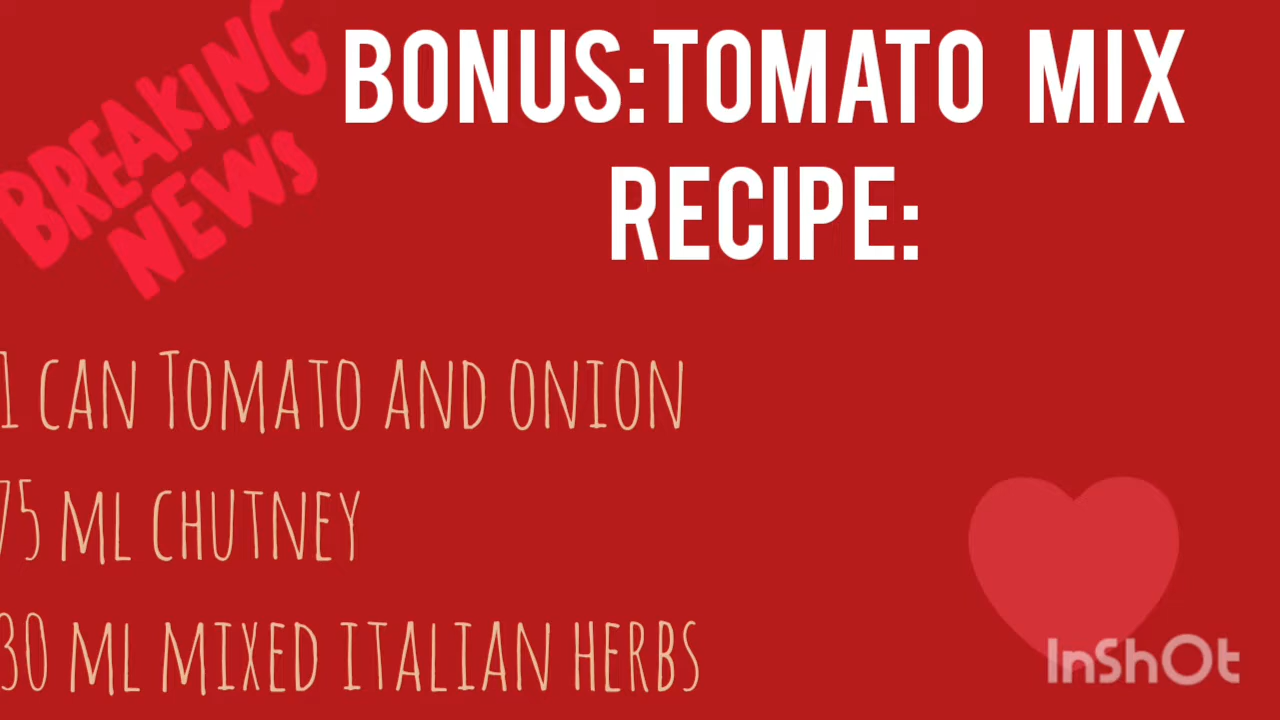 BREAKING
NEWS
BONUS:TOMATO MIX
RECIPE:
1 CAN TOMATO AND ONION
75 ML CHUTNEY
30 ML MIXED ITALIAN HERBS
INSHOT